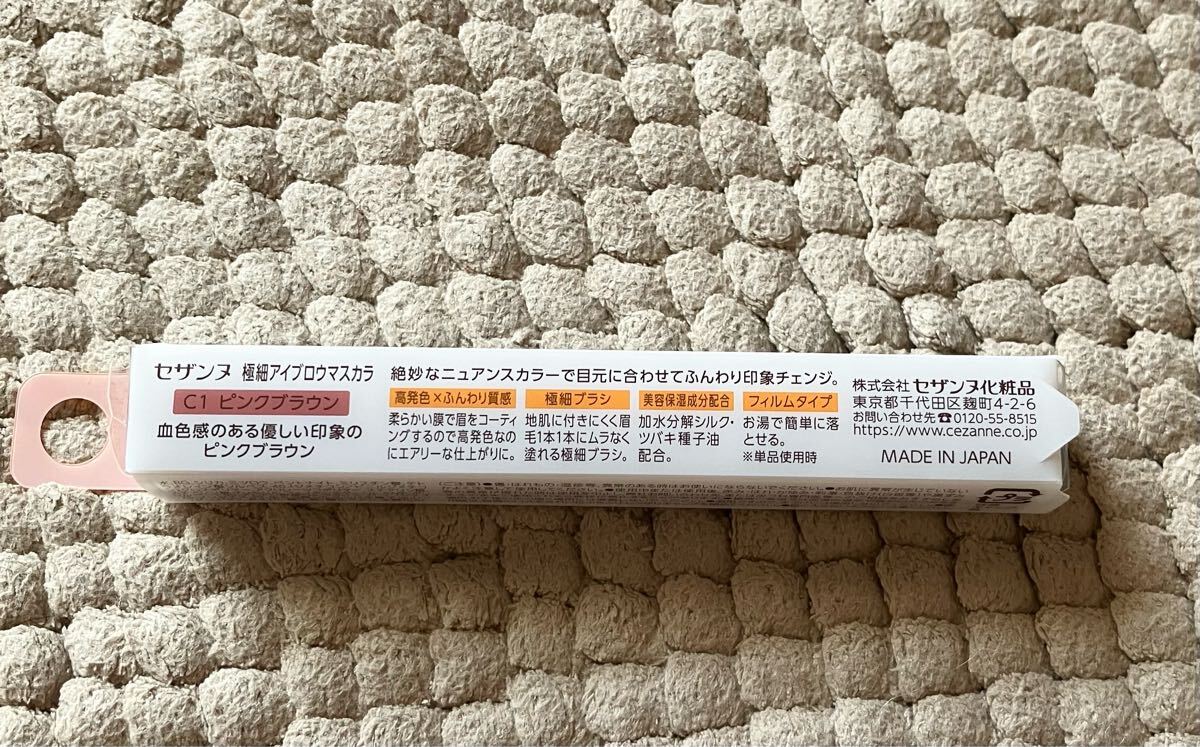 セザンヌ 極細アイブロウマスカラ
C1 ピンクブラウン
血色感のある優しい印象の
ピンクブラウン
絶妙なニュアンスカラーで目元に合わせてふんわり印象チェンジ。
高発色×ふんわり質感
柔らかい膜で眉をコーティ
ングするので高発色なの
にエアリーな仕上がりに。
極細ブラシ
地肌に付きにくく眉
毛1本1本にムラなく
塗れる極細ブラシ。
美容保湿成分配合
加水分解シルク・
ツバキ種子油
配合。
フィルムタイプ
お湯で簡単に落
とせる。
※単品使用時
株式会社 セザンヌ化粧品
東京都千代田区麹町4-2-6
お問い合わせ先☎0120-55-8515
https://www.cezanne.co.jp
MADE IN JAPAN